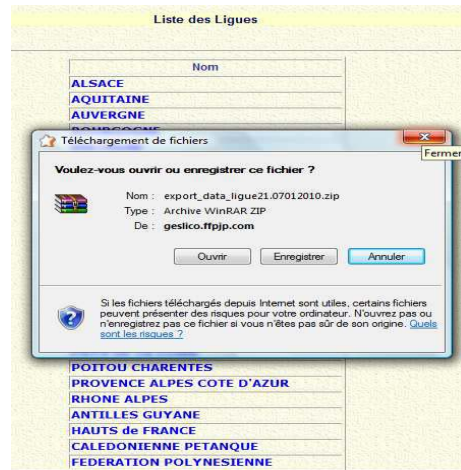 Liste des Ligues
Nom
ALSACE
AQUITAINE
AUVERGNE
BOURGOGNE
Téléchargement de fichiers
Fermer
Voulez-vous ouvrir ou enregistrer ce fichier ?
Nom : export_data_ligue21.07012010.zip
Type : Archive WinRAR ZIP
De : geslico.ffpjp.com
Ouvrir Enregistrer Annuler
Si les fichiers téléchargés depuis Internet sont utiles, certains fichiers
peuvent présenter des risques pour votre ordinateur. N'ouvrez pas ou
n'enregistrez pas ce fichier si vous n'êtes pas sûr de son origine. Quels
sont les risques ?
POITOU CHARENTES
PROVENCE ALPES COTE D'AZUR
RHONE ALPES
ANTILLES GUYANE
HAUTS de FRANCE
CALEDONIENNE PETANQUE
FEDERATION POLYNESIENNE